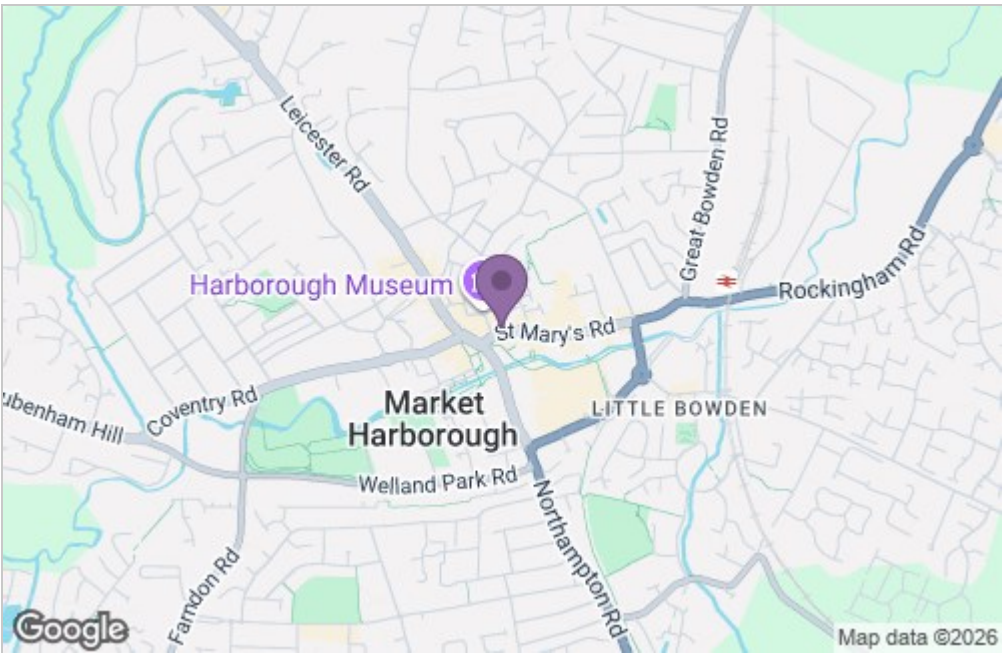 Leicester Rd
Great Bowden Rd
Harborough Museum
Rockingham Rd
St Mary's Rd
Coventry Rd
ubenham Hill
Market
Harborough
LITTLE BOWDEN
Welland Park Rd
Northampton Rd
Farndon Rd
Google
Map data ©2026